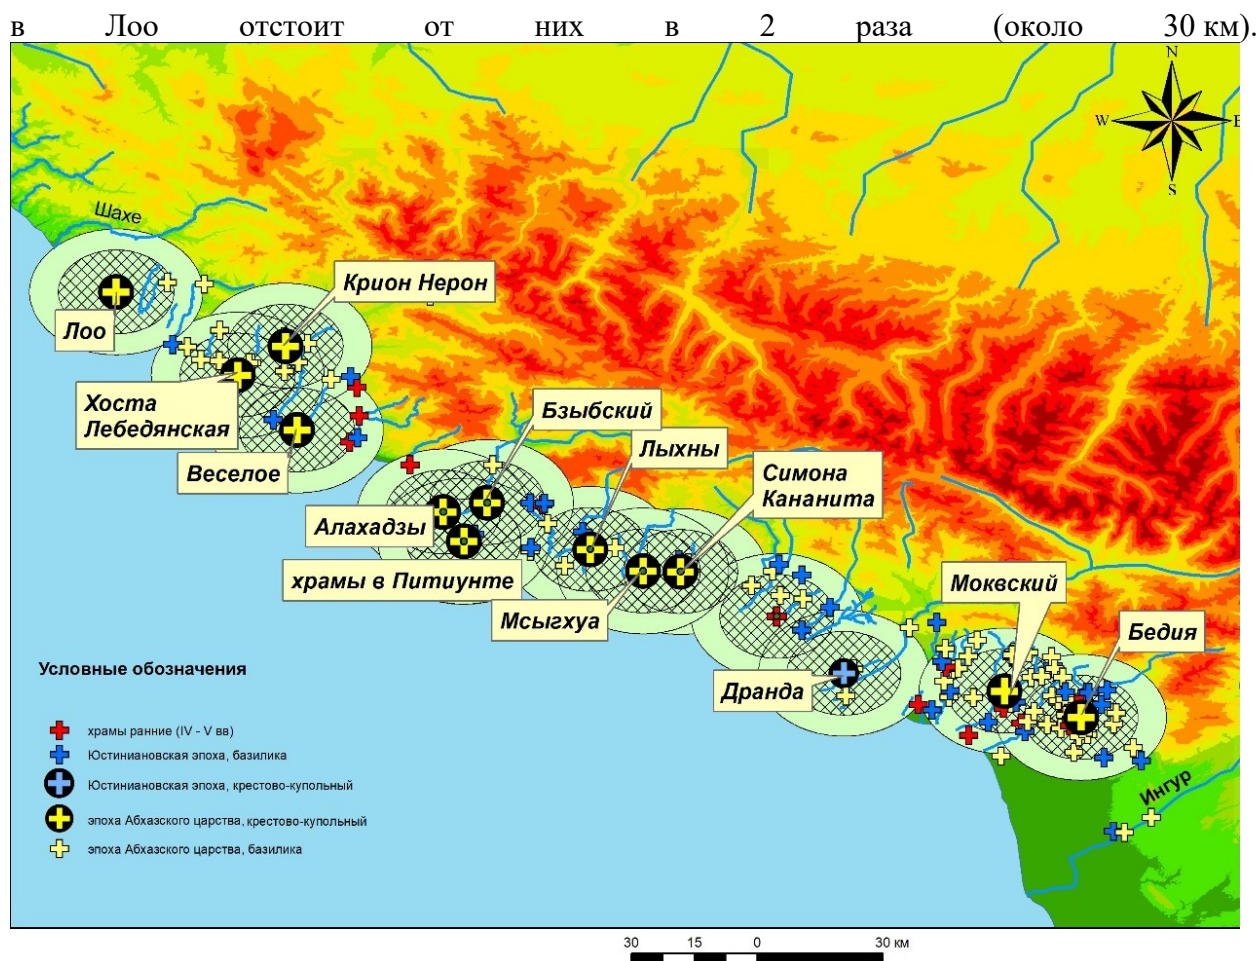 в Лоо отстоит от них в 2 раза (около 30 км).
N
W E
S
Шахе
Крион Нерон
Лоо
Хоста
Лебедянская
Бзыбский
Лыхны
Веселое
Симона
Кананита
Алахадзы
храмы в Питиунте
Моквский
Мсыгхуа
Бедия
Дранда
Условные обозначения
храмы ранние (IV - V вв)
Юстиниановская эпоха, базилика
Юстиниановская эпоха, крестово-купольный
Ингур
эпоха Абхазского царства, крестово-купольный
эпоха Абхазского царства, базилика
30 15 0 30 км